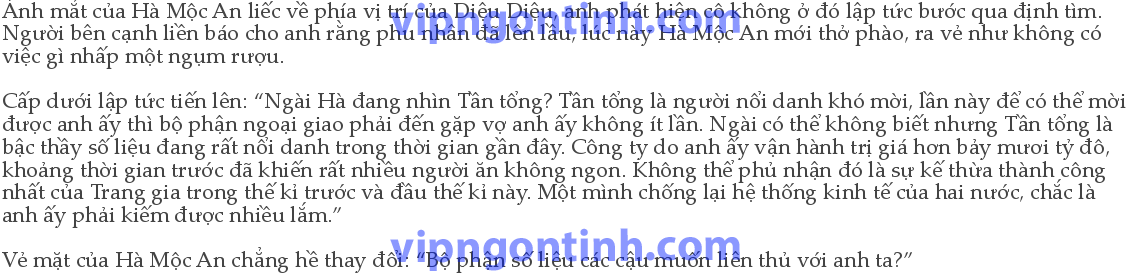 Ánh mắt của Hà Mộc An liếc về phía vị trí của Diêu Diêu, anh phát hiện cô không ở đó lập tức bước qua định tìm.
Người bên cạnh liền báo cho anh rằng phu nhân đã lên lầu, lúc này Hà Mộc An mới thở phào, ra vẻ như không có
việc gì nhấp một ngụm rượu.
Cấp dưới lập tức tiến lên: “Ngài Hà đang nhìn Tần tổng? Tần tổng là người nổi danh khó mời, lần này để có thể mời
được anh ấy thì bộ phận ngoại giao phải đến gặp vợ anh ấy không ít lần. Ngài có thể không biết nhưng Tần tổng là
bậc thầy số liệu đang rất nổi danh trong thời gian gần đây. Công ty do anh ấy vận hành trị giá hơn bảy mươi tỷ đô,
khoảng thời gian trước đã khiến rất nhiều người ăn không ngon. Không thể phủ nhận đó là sự kế thừa thành công
nhất của Trang gia trong thế kỉ trước và đầu thế kỉ này. Một mình chống lại hệ thống kinh tế của hai nước, chắc là
anh ấy phải kiếm được nhiều lắm.”
Vẻ mặt của Hà Mộc An chẳng hề thay đổi: “Bộ phận số liệu các cậu muốn liên thủ với anh ta?”
vipngontinh.com
vipngontinh.com